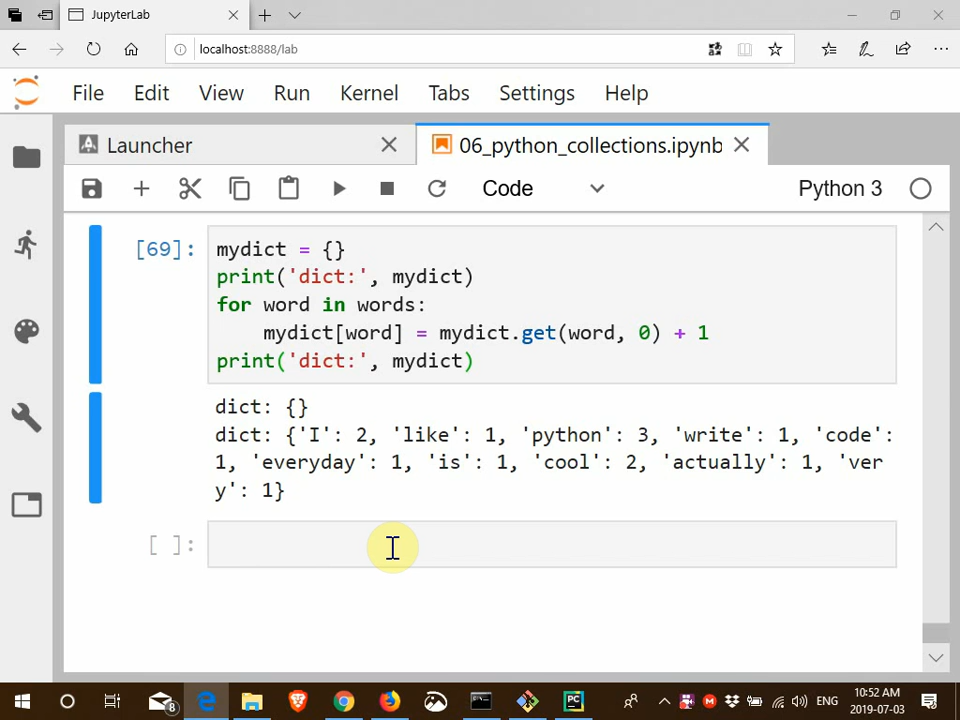 JupyterLab
localhost:8888/lab
File Edit View Run Kernel Tabs Settings Help
Launcher 06_python_collections.ipynb
Code Python 3
[69]: mydict = {}
print('dict:', mydict)
for word in words:
    mydict[word] = mydict.get(word, 0) + 1
print('dict:', mydict)
dict: {}
dict: {'I': 2, 'like': 1, 'python': 3, 'write': 1, 'code':
1, 'everyday': 1, 'is': 1, 'cool': 2, 'actually': 1, 'ver
y': 1}
[ ]:
8 PC ENG 10:52 AM
2019-07-03